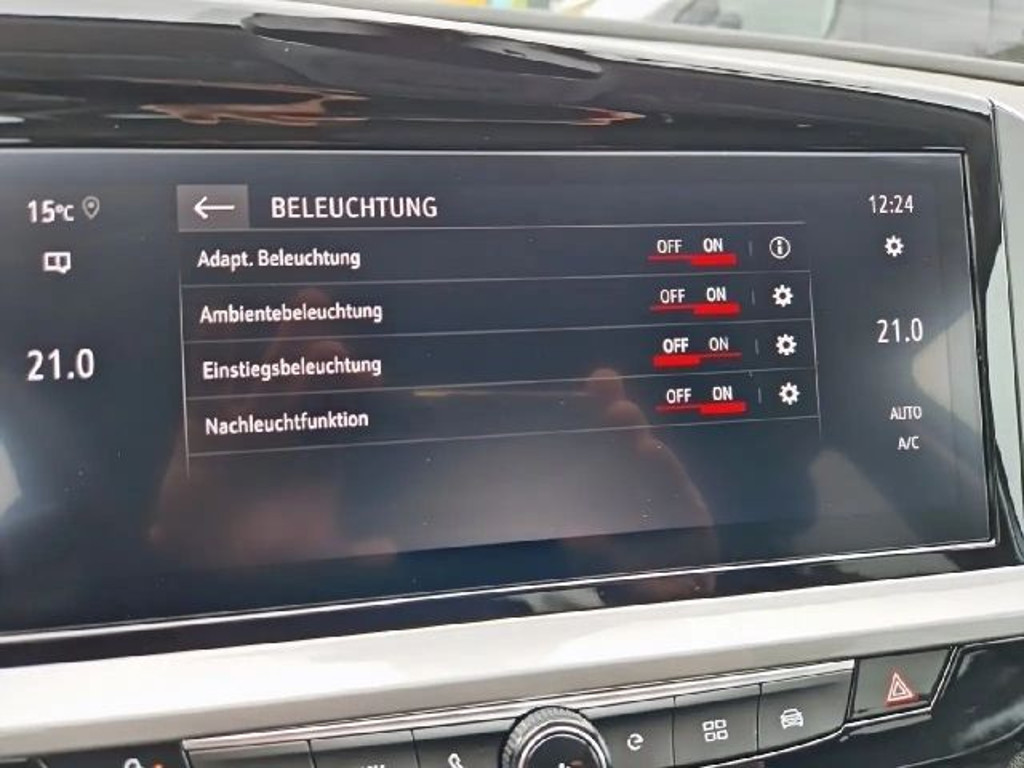 15°C
BELEUCHTUNG
12:24
Adapt. Beleuchtung OFF ON
Ambientebeleuchtung OFF ON
21.0
21.0
Einstiegsbeleuchtung OFF ON
Nachleuchtfunktion OFF ON
AUTO
A/C